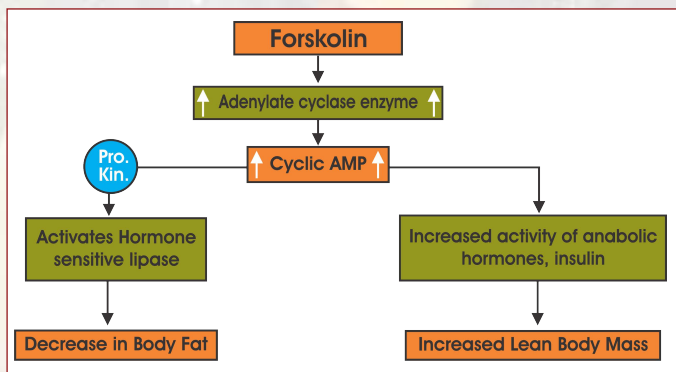 Forskolin
Adenylate cyclase enzyme
Cyclic AMP
Pro.
Kin.
Activates Hormone
sensitive lipase
Increased activity of anabolic
hormones, insulin
Decrease in Body Fat
Increased Lean Body Mass